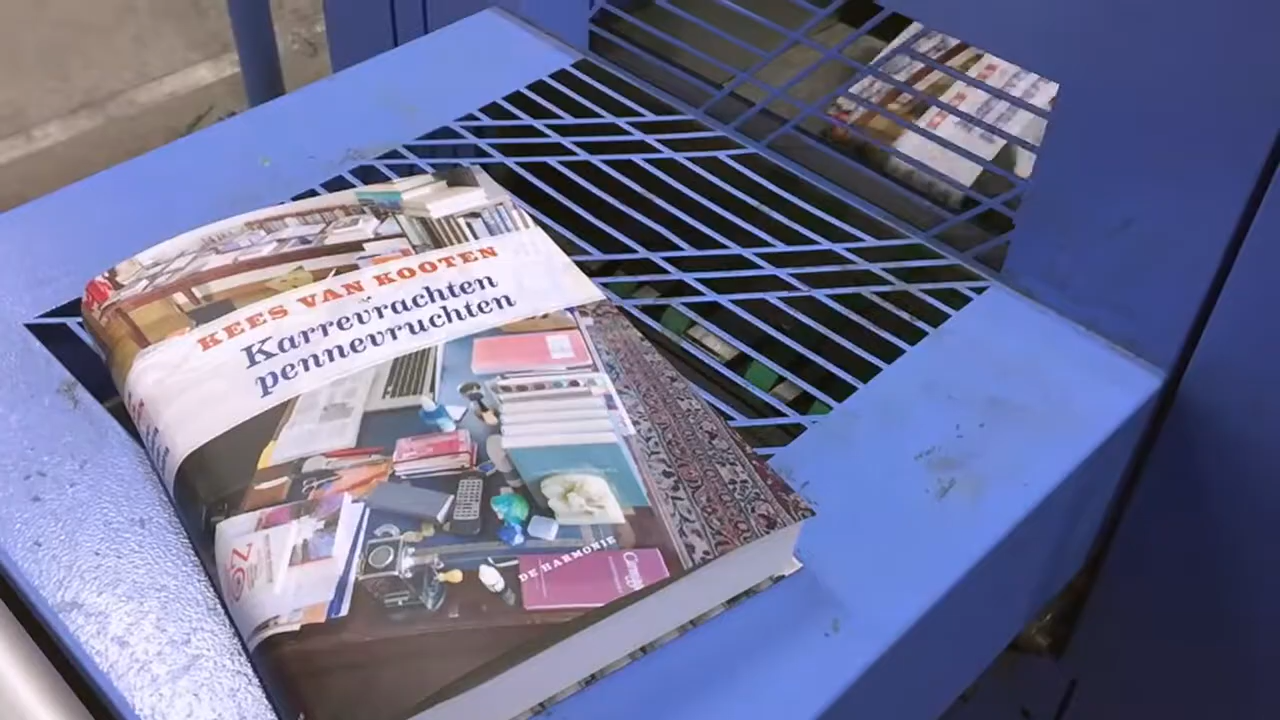 KEES VAN KOOTEN
Karrevrachten
pennevruchten
DE HARMONIE